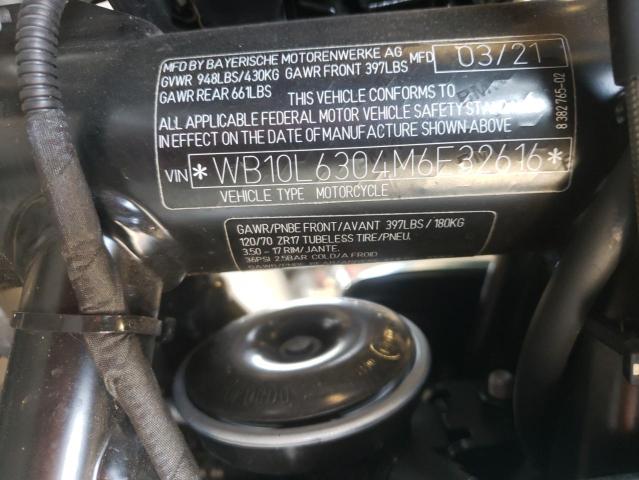 MFD BY BAYERISCHE MOTORENWERKE AG MFD 03/21
GVWR 948LBS/430KG GAWR FRONT 397LBS
GAWR REAR 661LBS
THIS VEHICLE CONFORMS TO
ALL APPLICABLE FEDERAL MOTOR VEHICLE SAFETY
IN EFFECT ON THE DATE OF MANUFACTURE SHOWN ABOVE
8 382765-02
VIN *WB10L6304M6F32616*
VEHICLE TYPE MOTORCYCLE
GAWR/PNBE FRONT/AVANT 397LBS / 180KG
120/70 ZR17 TUBELESS TIRE/PNEU.
3.50 - 17 RIM/JANTE.
36PSI 2.5BAR COLD/A FROID